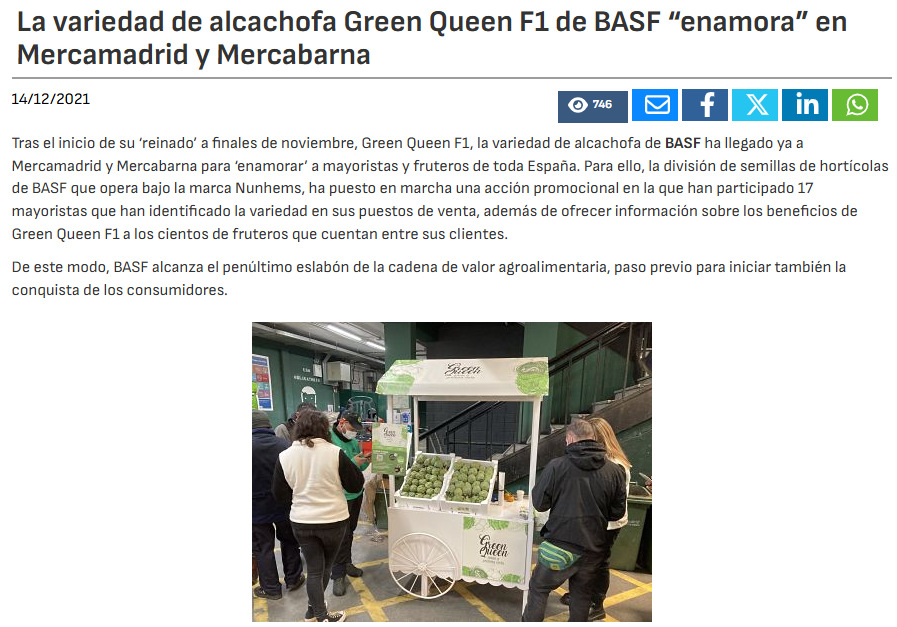 La variedad de alcachofa Green Queen F1 de BASF “enamora” en
Mercamadrid y Mercabarna
14/12/2021
746
Tras el inicio de su ‘reinado’ a finales de noviembre, Green Queen F1, la variedad de alcachofa de BASF ha llegado ya a
Mercamadrid y Mercabarna para ‘enamorar’ a mayoristas y fruteros de toda España. Para ello, la división de semillas de hortícolas
de BASF que opera bajo la marca Nunhems, ha puesto en marcha una acción promocional en la que han participado 17
mayoristas que han identificado la variedad en sus puestos de venta, además de ofrecer información sobre los beneficios de
Green Queen F1 a los cientos de fruteros que cuentan entre sus clientes.
De este modo, BASF alcanza el penúltimo eslabón de la cadena de valor agroalimentaria, paso previo para iniciar también la
conquista de los consumidores.
USO
OBLIGATORIO
Green
Queen
Green
Queen
Green
Queen